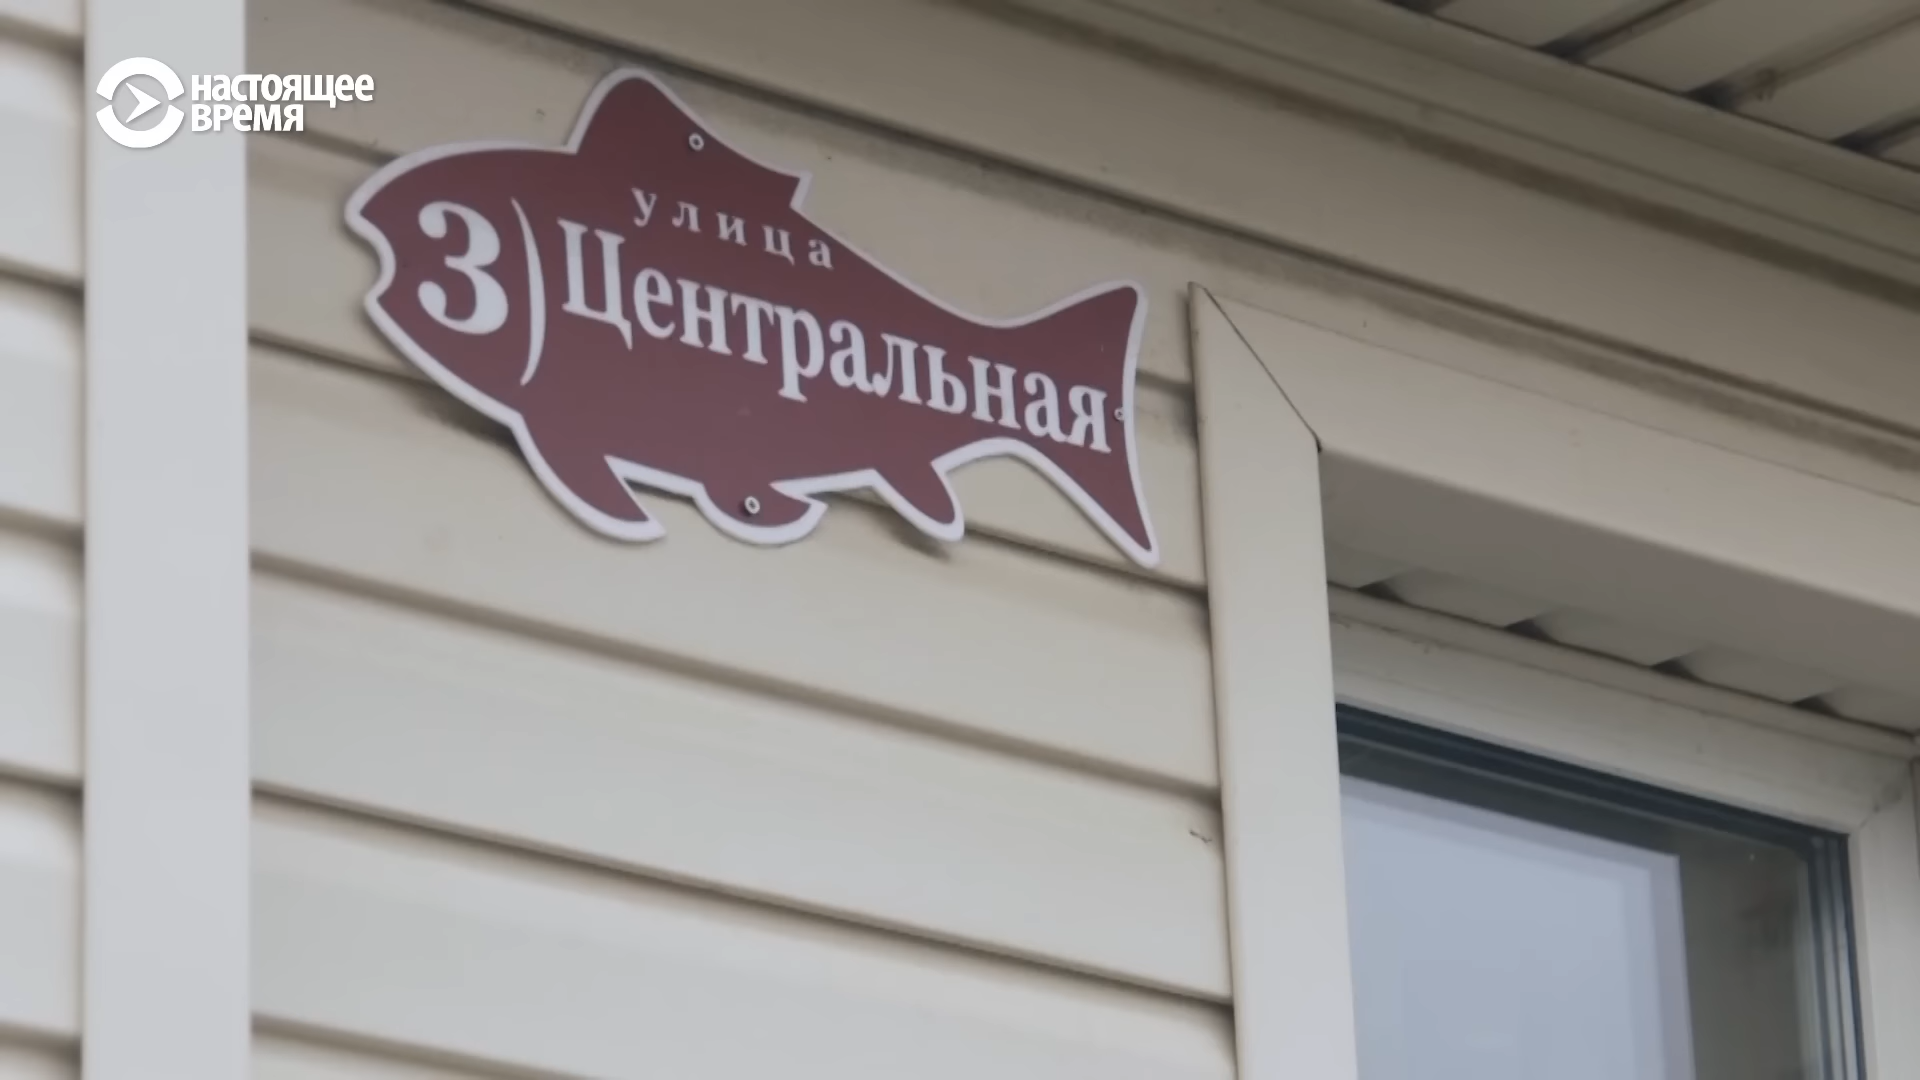 настоящее
время
улица
3 Центральная